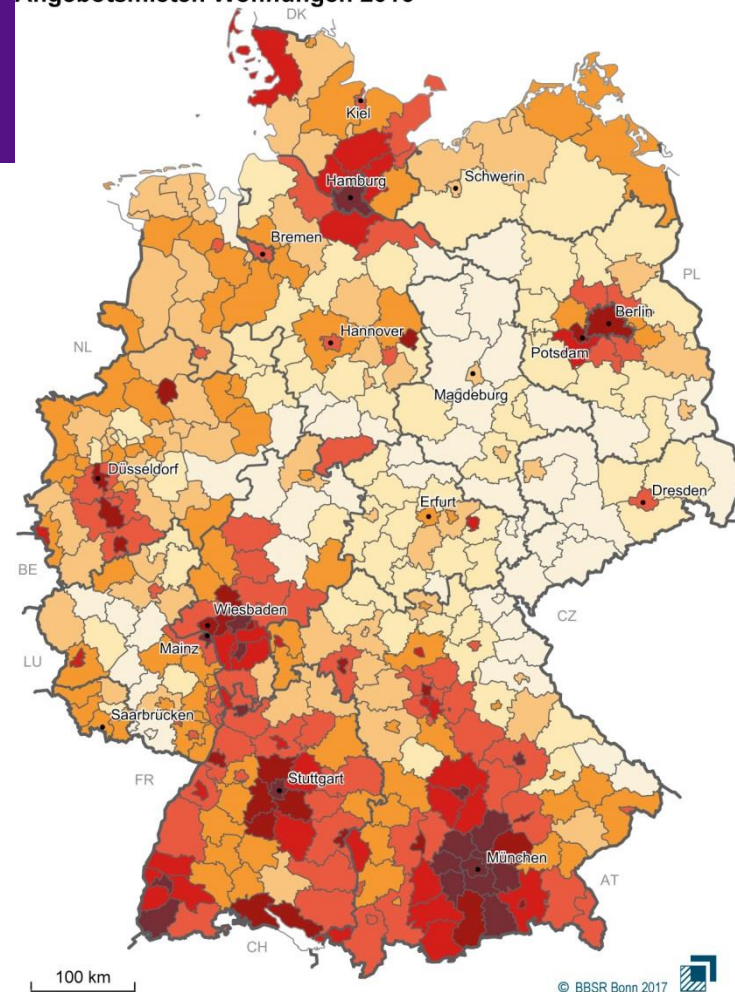 Angebotsmieten Wohnungen 2016
DK
Kiel
Schwerin
Hamburg
Bremen
PL
Berlin
Hannover
NL
Potsdam
Magdeburg
Düsseldorf
Erfurt
Dresden
BE
CZ
Wiesbaden
LU
Mainz
Saarbrücken
FR
Stuttgart
München
AT
CH
100 km
© BBSR Bonn 2017